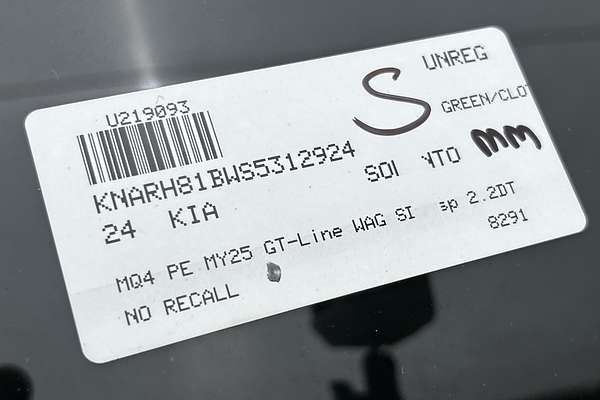 UNREG
U219093
S
GREEN/CLOT
KNARH81BWS5312924
24 KIA SO NTO MM
MQ4 PE MY25 GT-Line WAG SI sp 2.2DT
NO RECALL 8291